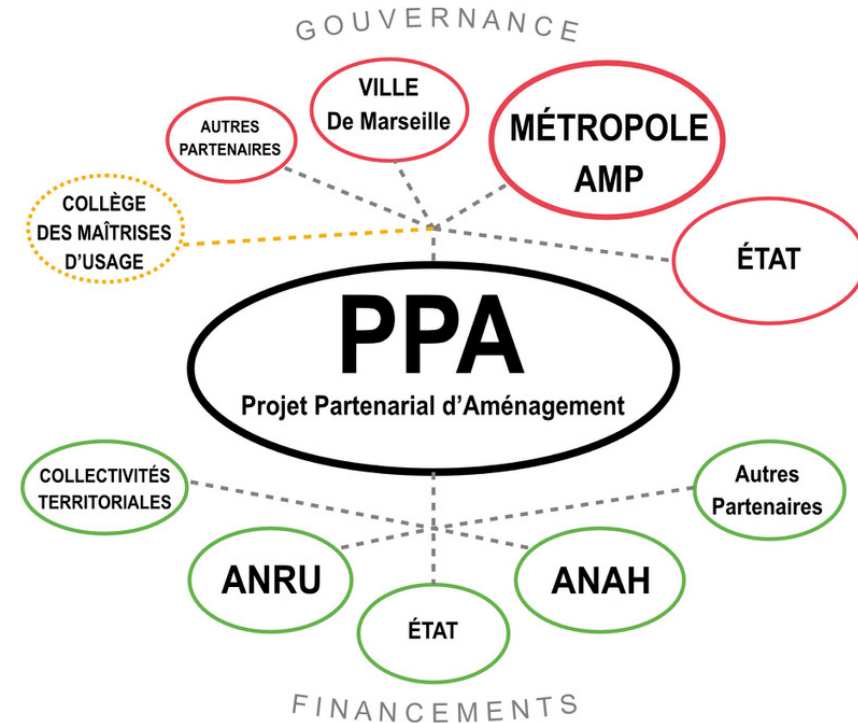 GOUVERNANCE
VILLE
De Marseille
MÉTROPOLE
AMP
AUTRES
PARTENAIRES
COLLÈGE
DES MAÎTRISES
D'USAGE
ÉTAT
PPA
Projet Partenarial d'Aménagement
COLLECTIVITÉS
TERRITORIALES
Autres
Partenaires
ANRU
ANAH
ÉTAT
FINANCEMENTS